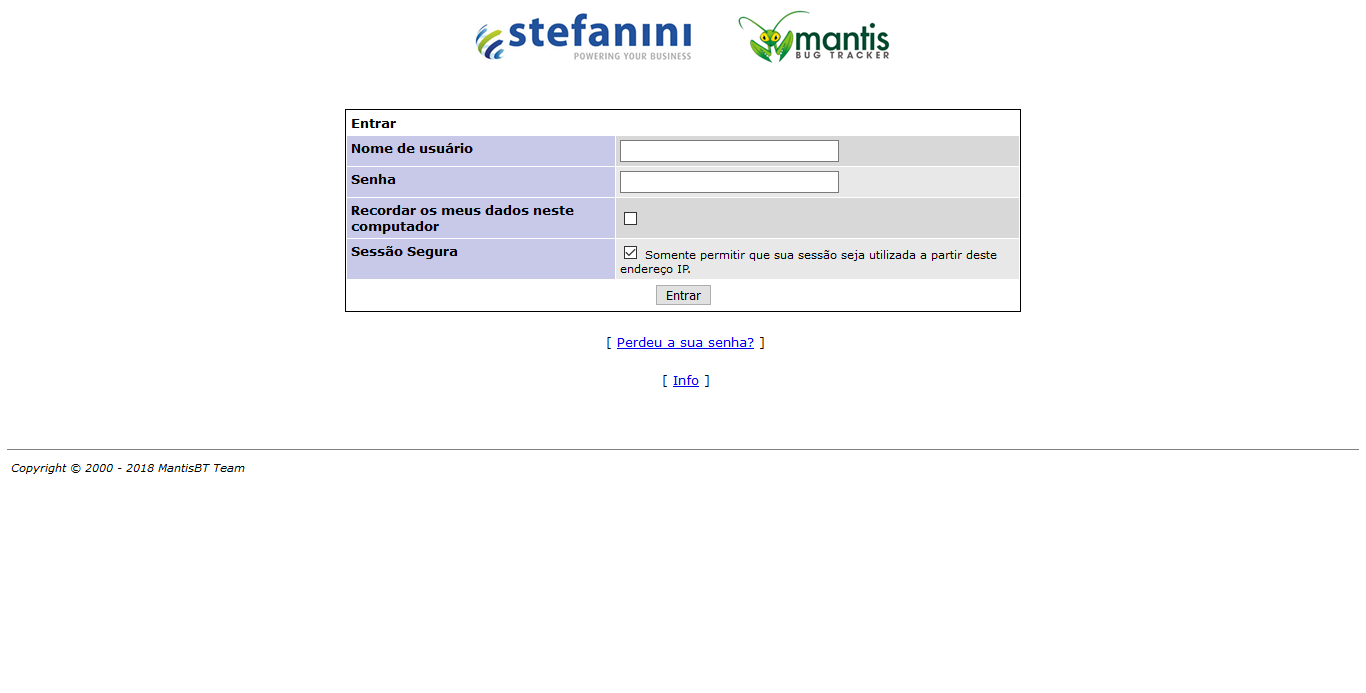 stefanini
POWERING YOUR BUSINESS
mantis
BUG TRACKER
Entrar
Nome de usuário
Senha
Recordar os meus dados neste
computador
Sessão Segura
Somente permitir que sua sessão seja utilizada a partir deste
endereço IP.
Entrar
[ Perdeu a sua senha? ]
[ Info ]
Copyright © 2000 - 2018 MantisBT Team